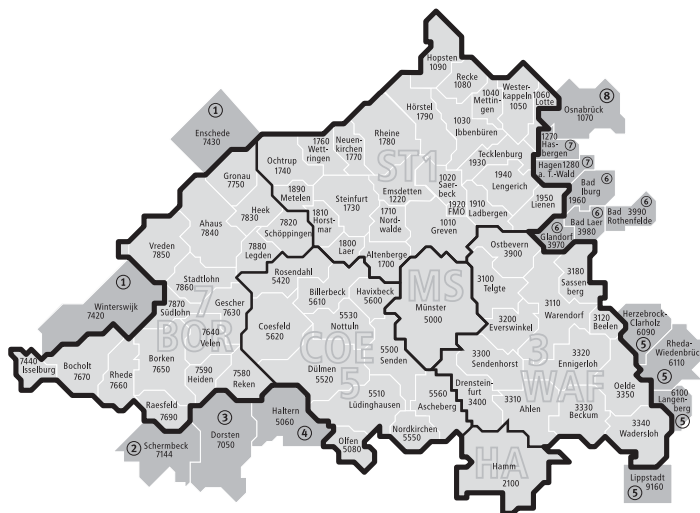 Hopsten
1090
Recke
1080
1040
Mettingen
Wester-
kappeln
1050
1060
Lotte
8
Osnabrück
1070
1
Enschede
7430
Hörstel
1790
Rheine
1780
1030
Ibbenbüren
1270
Has-
bergen
7
Hagen 1280
a. T.-Wald
7
1760
Wett-
ringen
Neuen-
kirchen
1770
Ochtrup
1740
ST1
Tecklenburg
1930
1940
Lengerich
Bad
Iburg
1960
6
Gronau
7750
1890
Metelen
Steinfurt
1730
Emsdetten
1220
1020
Saer-
beck
1920
FMO
1910
Ladbergen
1950
Lienen
6
Bad Laer
3980
Bad 3990
Rothenfelde
6
Heek
7830
1810
Horst-
mar
1710
Nord-
walde
1010
Greven
6
Glandorf
3970
Ahaus
7840
7820
Schöppingen
1800
Laer
Altenberge
1700
Ostbevern
3900
Vreden
7850
7880
Legden
Stadtlohn
7860
Rosendahl
5420
Billerbeck
5610
Havixbeck
5600
MS
Münster
5000
3100
Telgte
3180
Sassen
berg
1
Winterswijk
7420
7870
Südlohn
Gescher
7630
7
BOR
5530
Nottuln
3110
Warendorf
3120
Beelen
Herzebrock-
Clarholz
6090
5
3200
Everswinkel
Coesfeld
5620
COE
5
7640
Velen
5500
Senden
3300
Sendenhorst
3
WAF
3320
Ennigerloh
Rheda-
Wiedenbrück
6110
5
7440
Isselburg
Bocholt
7670
Rhede
7660
Borken
7650
7590
Heiden
7580
Reken
Dülmen
5520
5510
Lüdinghausen
5560
Ascheberg
Drenstein-
furt
3400
3310
Ahlen
3330
Beckum
Oelde
3350
6100
Langen-
berg
5
Raesfeld
7690
3
Dorsten
7050
Haltern
5060
4
Nordkirchen
5550
3340
Wadersloh
2
Schermbeck
7144
Olfen
5080
HA
Hamm
2100
Lippstadt
5
9160